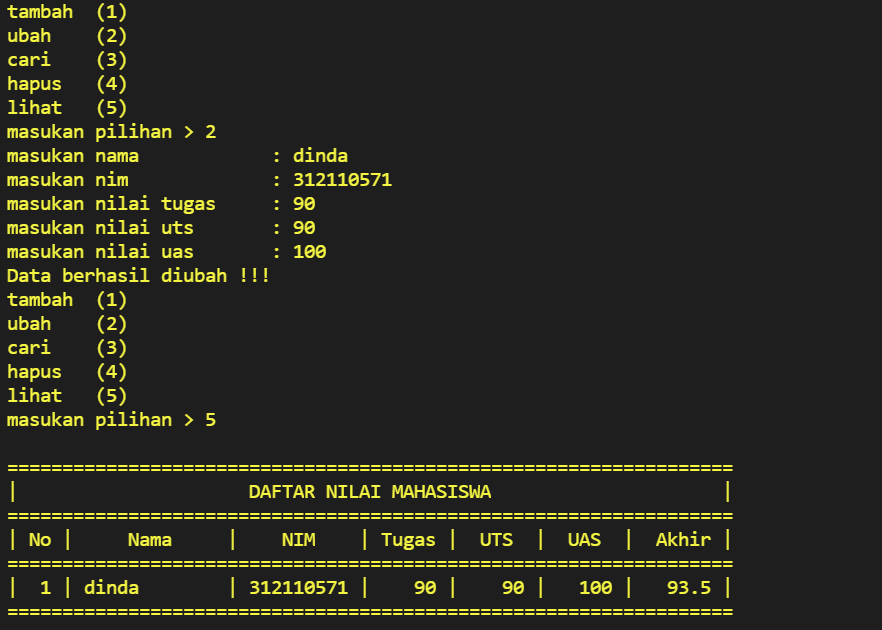 tambah  (1)
ubah    (2)
cari    (3)
hapus   (4)
lihat   (5)
masukan pilihan > 2
masukan nama            : dinda
masukan nim             : 312110571
masukan nilai tugas     : 90
masukan nilai uts       : 90
masukan nilai uas       : 100
Data berhasil diubah !!!
tambah  (1)
ubah    (2)
cari    (3)
hapus   (4)
lihat   (5)
masukan pilihan > 5

==================================================================
|                     DAFTAR NILAI MAHASISWA                     |
==================================================================
| No |     Nama     |    NIM    | Tugas |  UTS  |  UAS  |  Akhir |
==================================================================
|  1 | dinda        | 312110571 |    90 |    90 |   100 |   93.5 |
==================================================================